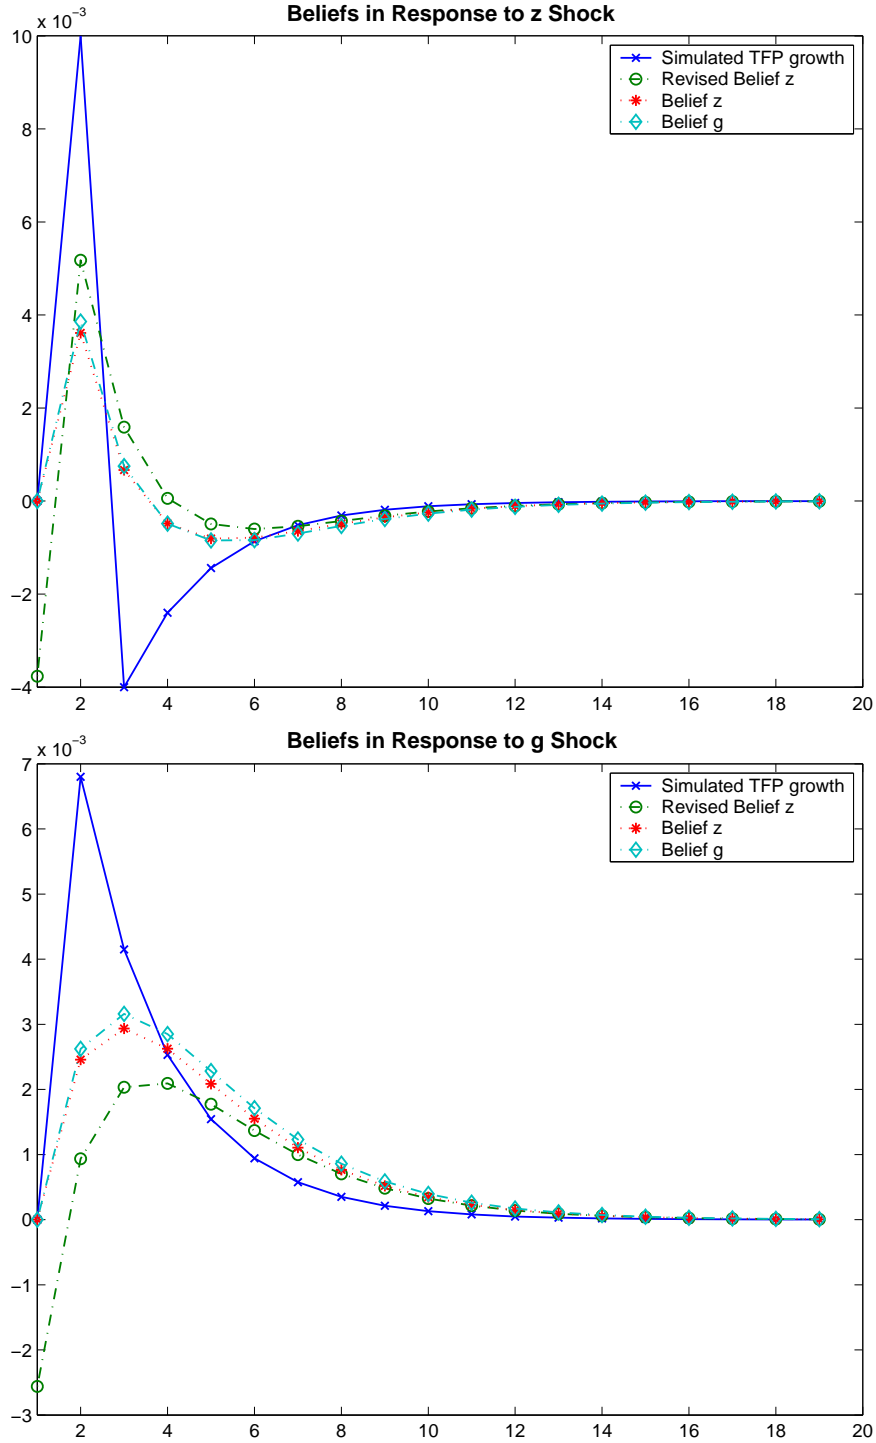 Beliefs in Response to z Shock
x 10−3
10
8
6
4
2
0
−2
−4
2 4 6 8 10 12 14 16 18 20
Simulated TFP growth
Revised Belief z
Belief z
Belief g
Beliefs in Response to g Shock
x 10−3
7
6
5
4
3
2
1
0
−1
−2
−3
2 4 6 8 10 12 14 16 18 20
Simulated TFP growth
Revised Belief z
Belief z
Belief g